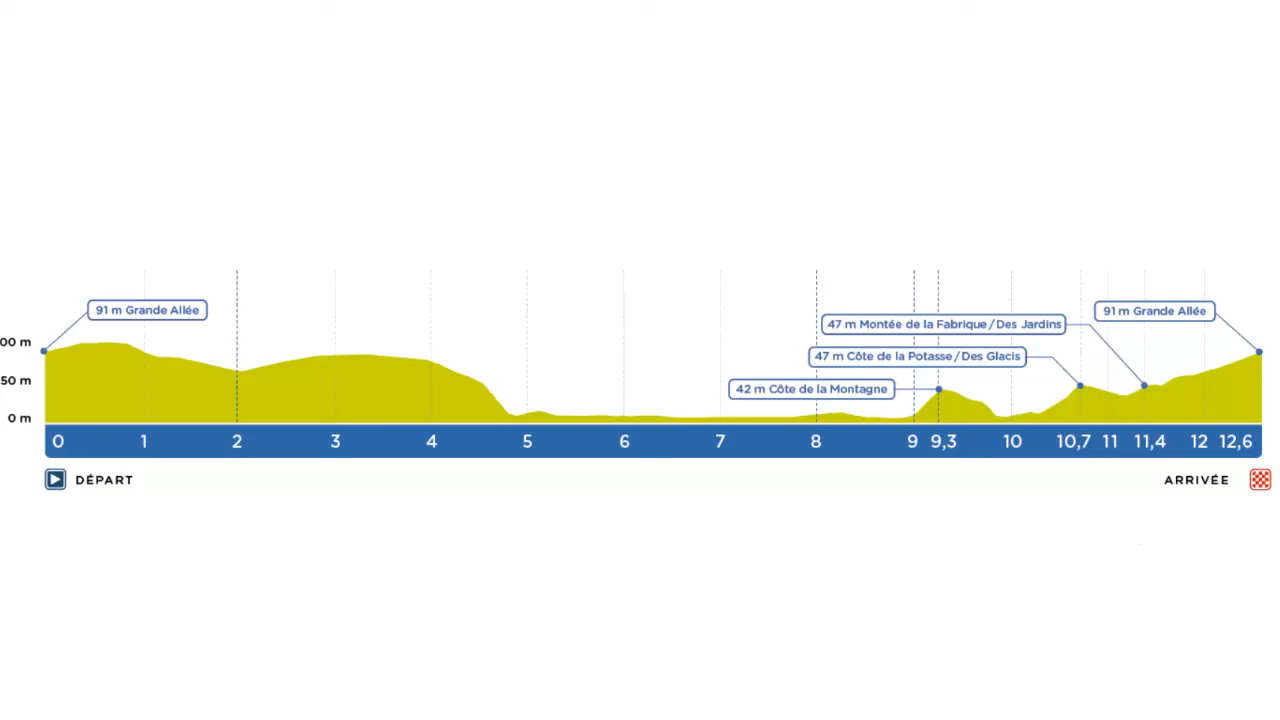 91 m Grande Allée
91 m Grande Allée
47 m Montée de la Fabrique / Des Jardins
00 m
47 m Côte de la Potasse / Des Glacis
50 m
42 m Côte de la Montagne
0 m
0 1 2 3 4 5 6 7 8 9 9,3 10 10,7 11 11,4 12 12,6
DÉPART
ARRIVÉE